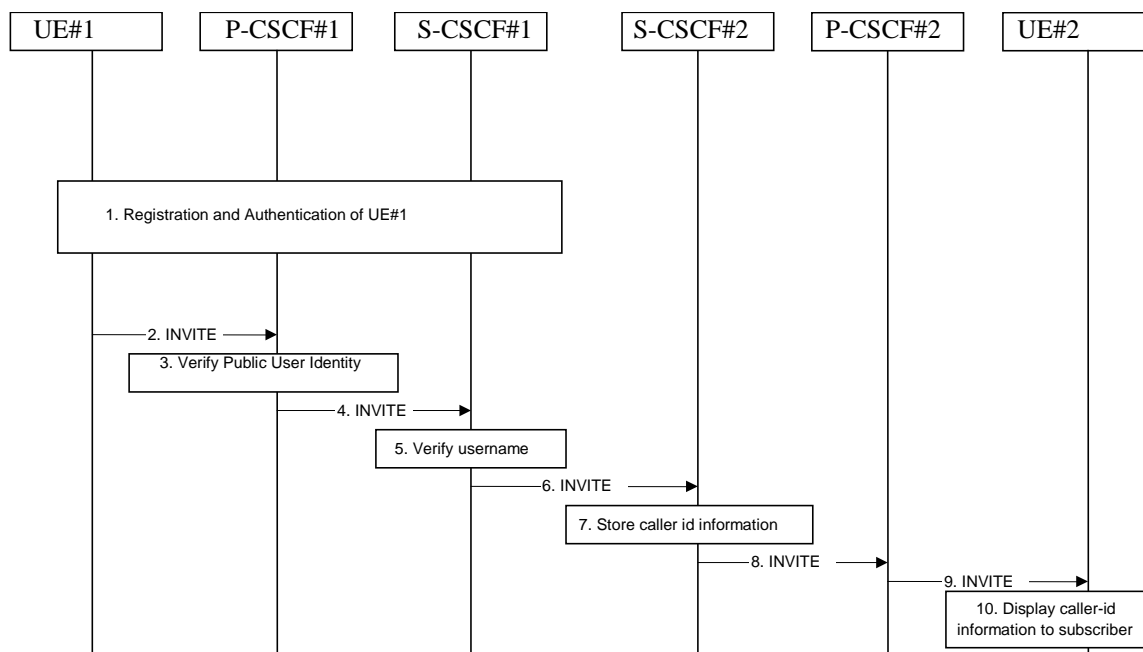 UE#1
P-CSCF#1
S-CSCF#1
S-CSCF#2
P-CSCF#2
UE#2
1. Registration and Authentication of UE#1
2. INVITE
3. Verify Public User Identity
4. INVITE
5. Verify username
6. INVITE
7. Store caller id information
8. INVITE
9. INVITE
10. Display caller-id
information to subscriber